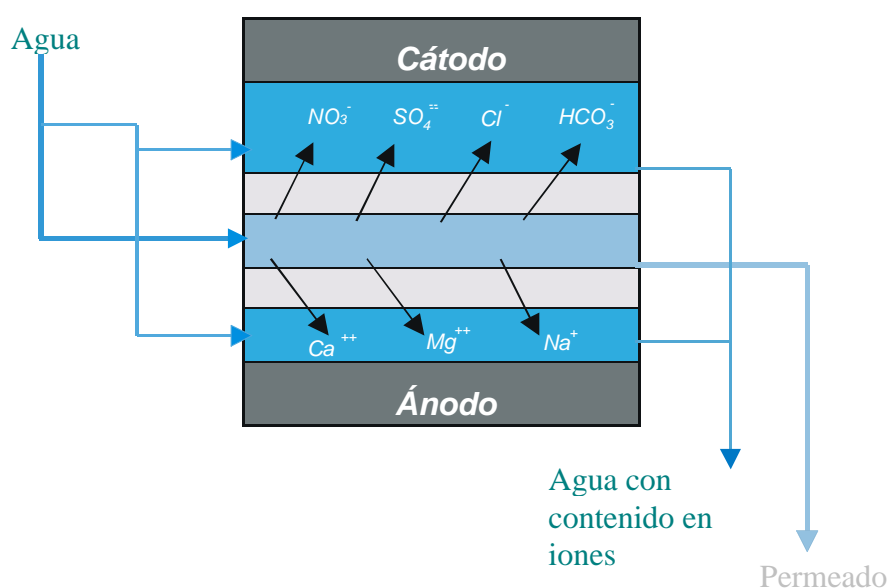 Agua
Cátodo
NO₃⁻ SO₄⁼ Cl⁻ HCO₃⁻
Ca⁺⁺ Mg⁺⁺ Na⁺
Ánodo
Agua con
contenido en
iones
Permeado